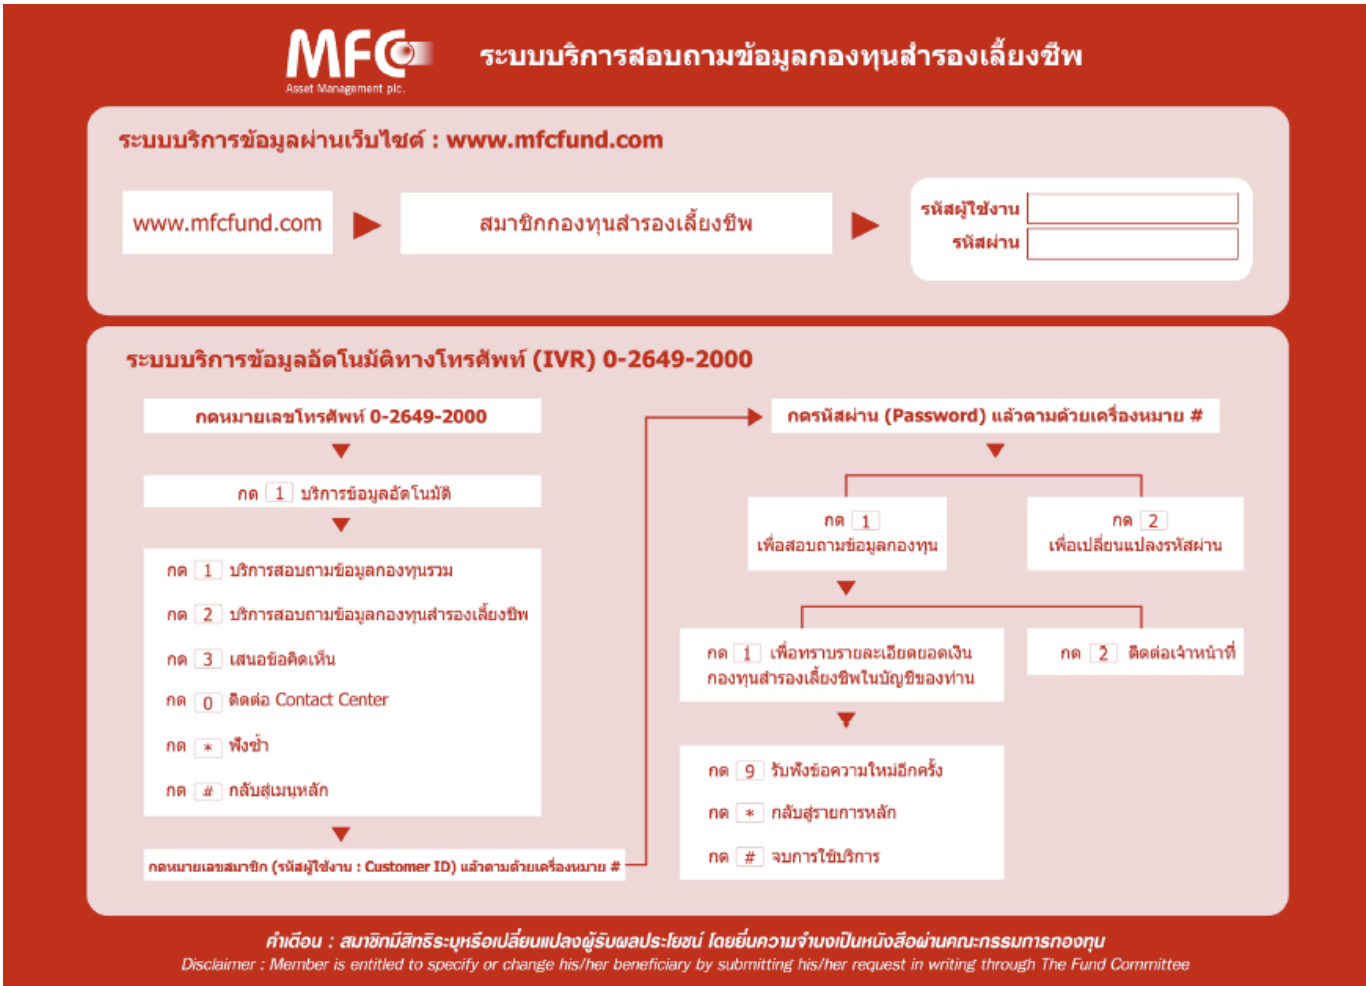 MFC
Asset Management plc.
ระบบบริการสอบถามข้อมูลกองทุนสำรองเลี้ยงชีพ
ระบบบริการข้อมูลผ่านเว็บไซต์ : www.mfcfund.com
www.mfcfund.com
สมาชิกกองทุนสำรองเลี้ยงชีพ
รหัสผู้ใช้งาน
รหัสผ่าน
ระบบบริการข้อมูลอัตโนมัติทางโทรศัพท์ (IVR) 0-2649-2000
กดหมายเลขโทรศัพท์ 0-2649-2000
กด 1 บริการข้อมูลอัตโนมัติ
กด 1 บริการสอบถามข้อมูลกองทุนรวม
กด 2 บริการสอบถามข้อมูลกองทุนสำรองเลี้ยงชีพ
กด 3 เสนอข้อคิดเห็น
กด 0 ติดต่อ Contact Center
กด * ฟังซ้ำ
กด # กลับสู่เมนูหลัก
กดหมายเลขสมาชิก (รหัสผู้ใช้งาน : Customer ID) แล้วตามด้วยเครื่องหมาย #
กดรหัสผ่าน (Password) แล้วตามด้วยเครื่องหมาย #
กด 1
เพื่อสอบถามข้อมูลกองทุน
กด 2
เพื่อเปลี่ยนแปลงรหัสผ่าน
กด 1 เพื่อทราบรายละเอียดยอดเงิน
กองทุนสำรองเลี้ยงชีพในบัญชีของท่าน
กด 2 ติดต่อเจ้าหน้าที่
กด 9 รับฟังข้อความใหม่อีกครั้ง
กด * กลับสู่รายการหลัก
กด # จบการใช้บริการ
คำเตือน : สมาชิกมีสิทธิระบุหรือเปลี่ยนแปลงผู้รับผลประโยชน์ โดยยื่นความจำนงเป็นหนังสือผ่านคณะกรรมการกองทุน
Disclaimer : Member is entitled to specify or change his/her beneficiary by submitting his/her request in writing through The Fund Committee